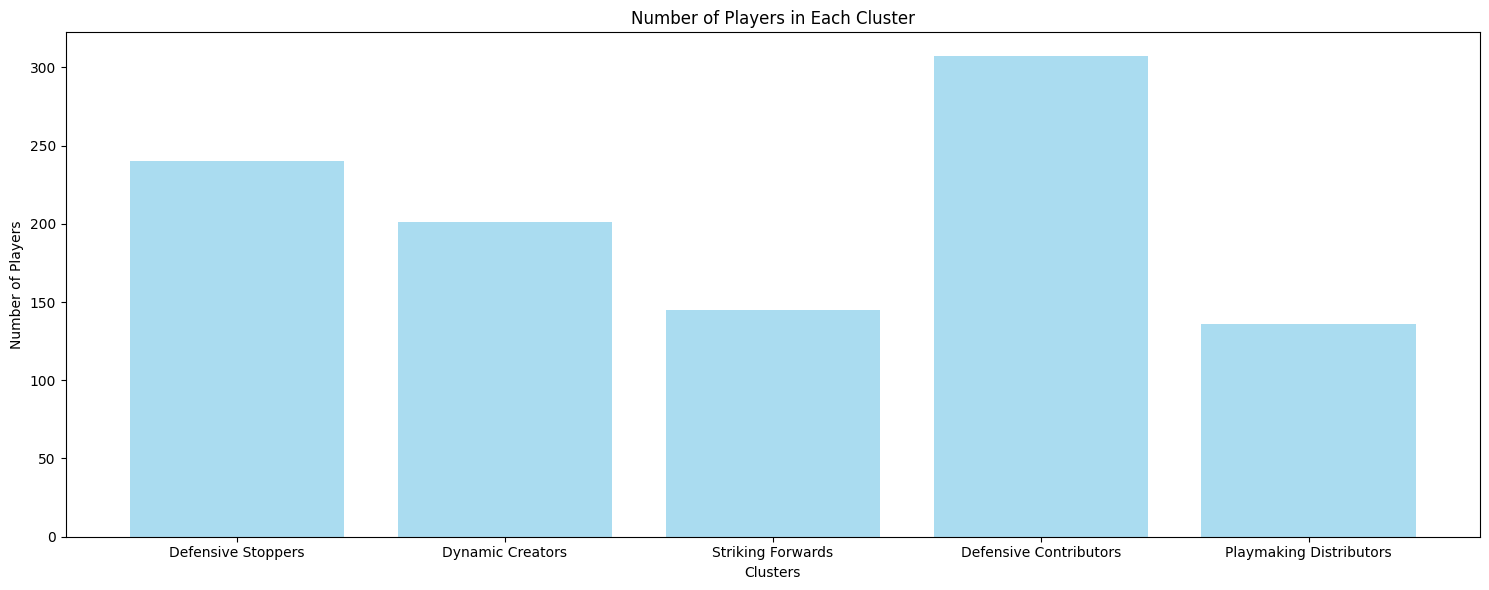 Number of Players in Each Cluster
Number of Players
300
250
200
150
100
50
0
Defensive Stoppers
Dynamic Creators
Striking Forwards
Defensive Contributors
Playmaking Distributors
Clusters